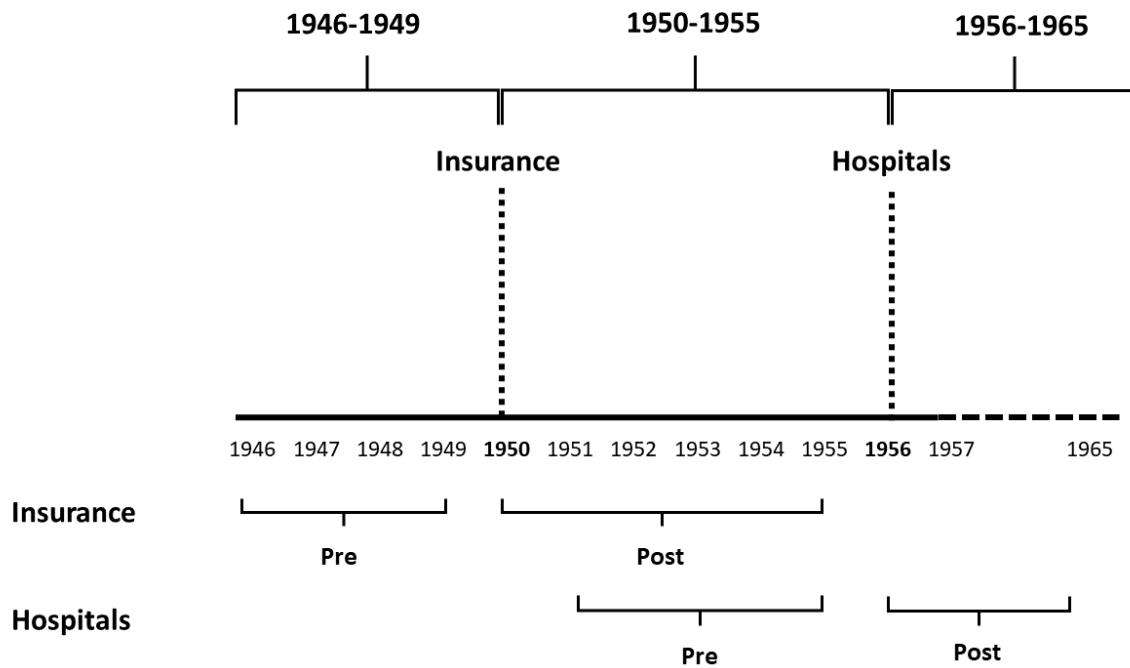 1946-1949 1950-1955 1956-1965
Insurance Hospitals
1946 1947 1948 1949 1950 1951 1952 1953 1954 1955 1956 1957 1965
Insurance
Pre Post
Hospitals
Pre Post